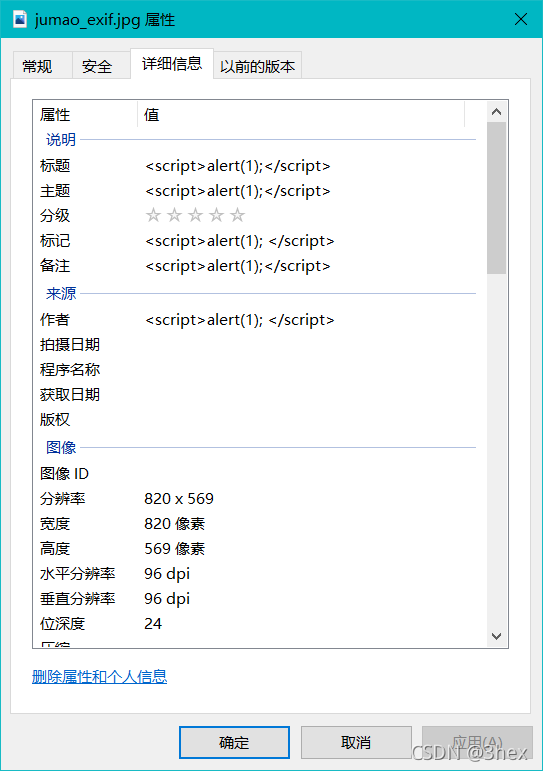 jumao_exif.jpg 属性
常规 安全 详细信息 以前的版本
属性 值
说明
标题 <script>alert(1);</script>
主题 <script>alert(1);</script>
分级 ☆☆☆☆☆
标记 <script>alert(1); </script>
备注 <script>alert(1);</script>
来源
作者 <script>alert(1); </script>
拍摄日期
程序名称
获取日期
版权
图像
图像 ID
分辨率 820 x 569
宽度 820 像素
高度 569 像素
水平分辨率 96 dpi
垂直分辨率 96 dpi
位深度 24
压缩
删除属性和个人信息
确定 取消 应用(A)
CSDN @3hex